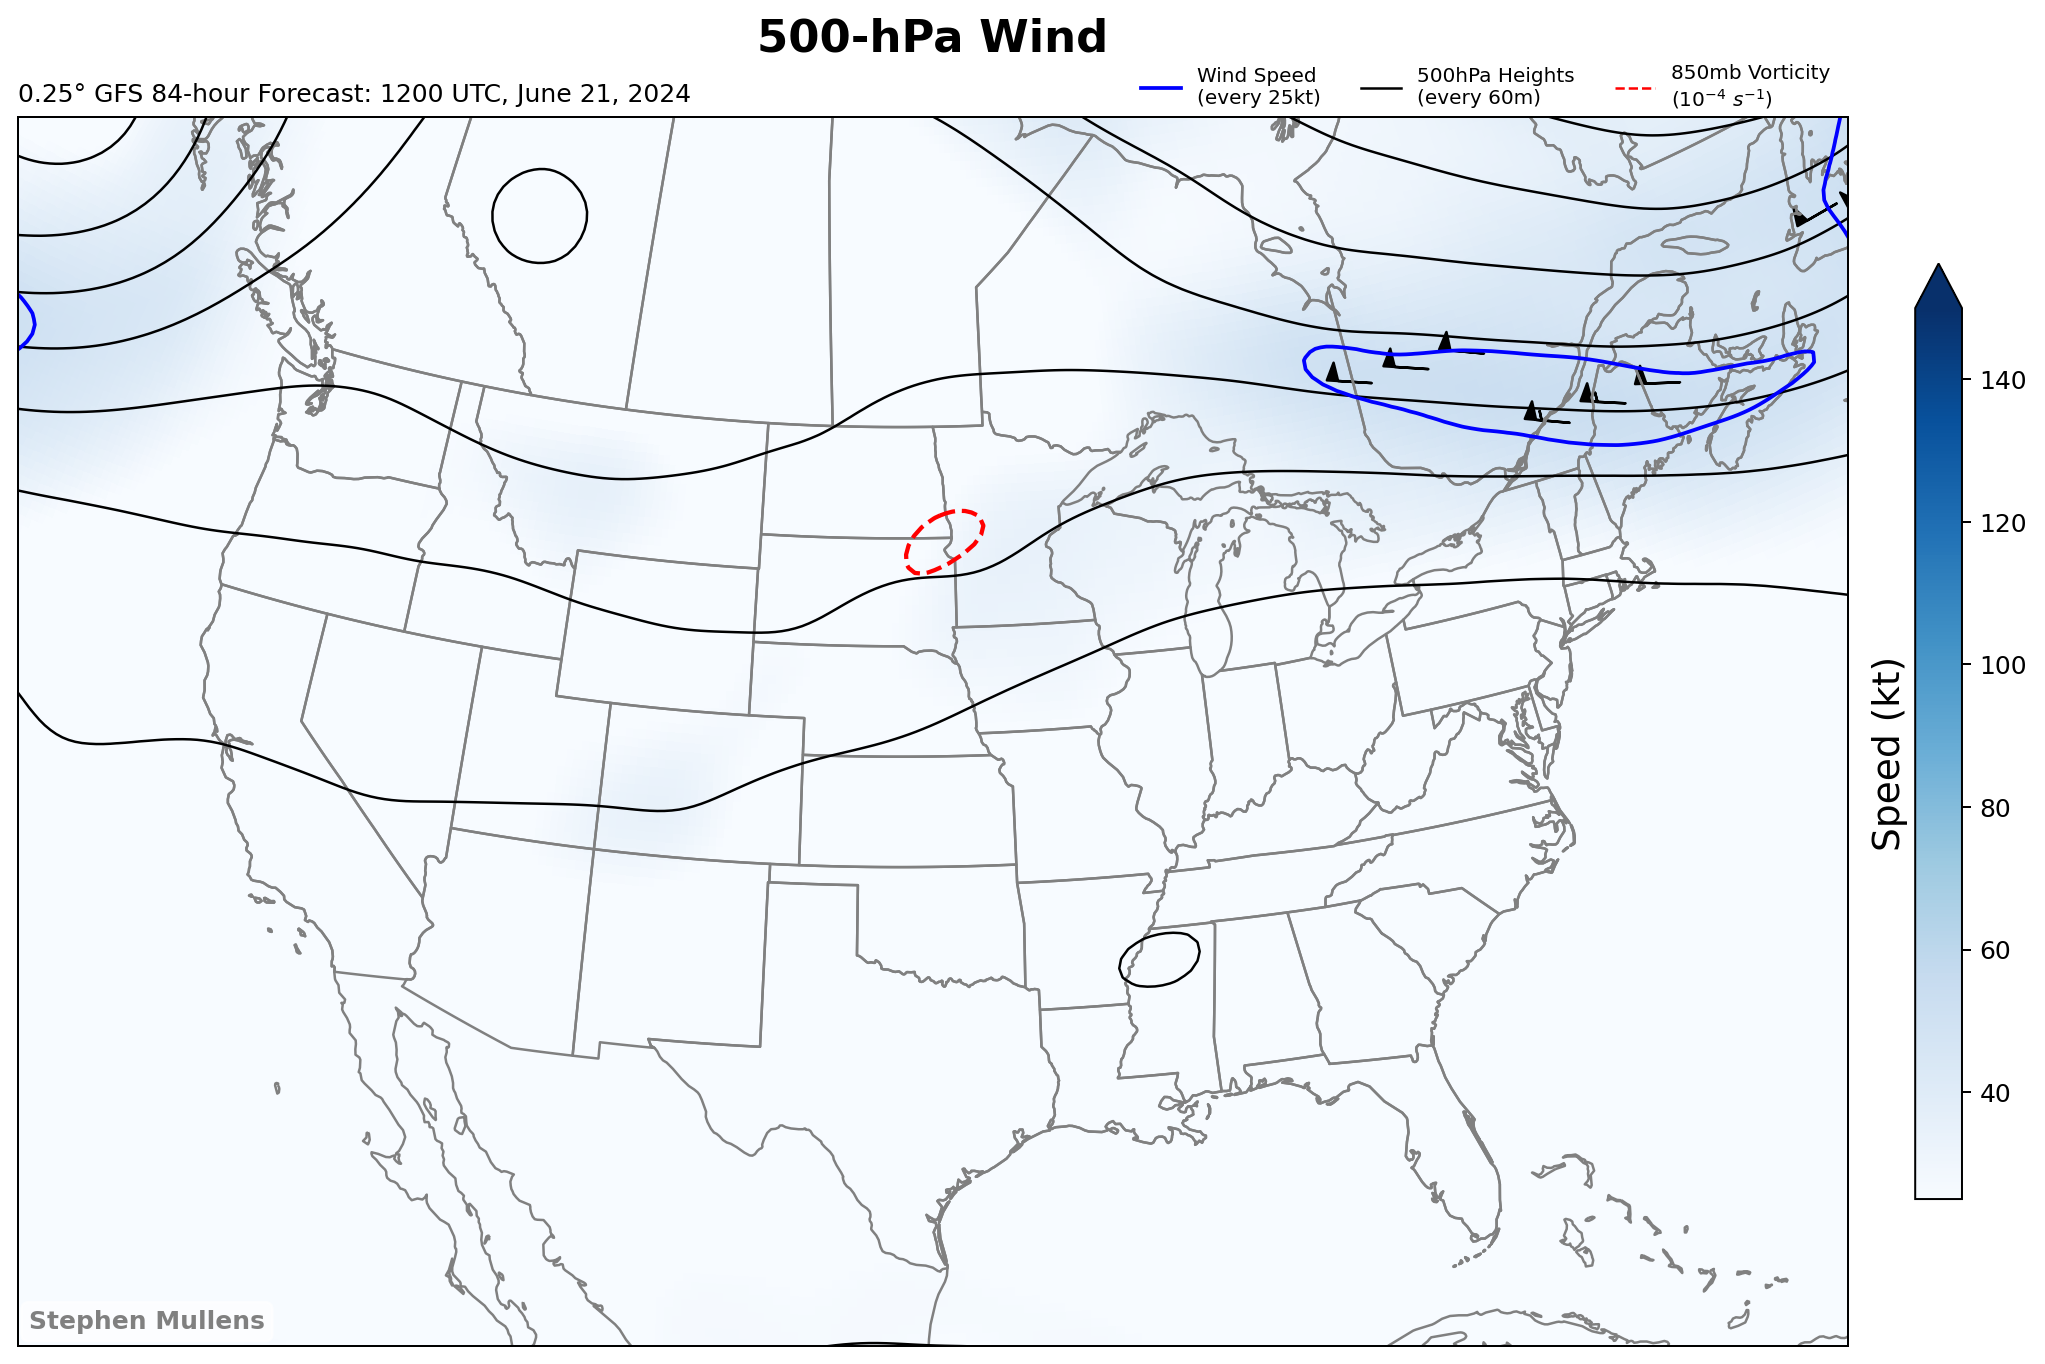 500-hPa Wind
0.25° GFS 84-hour Forecast: 1200 UTC, June 21, 2024
Wind Speed
(every 25kt)
500hPa Heights
(every 60m)
850mb Vorticity
(10⁻⁴ s⁻¹)
140
120
100
80
60
40
Speed (kt)
Stephen Mullens